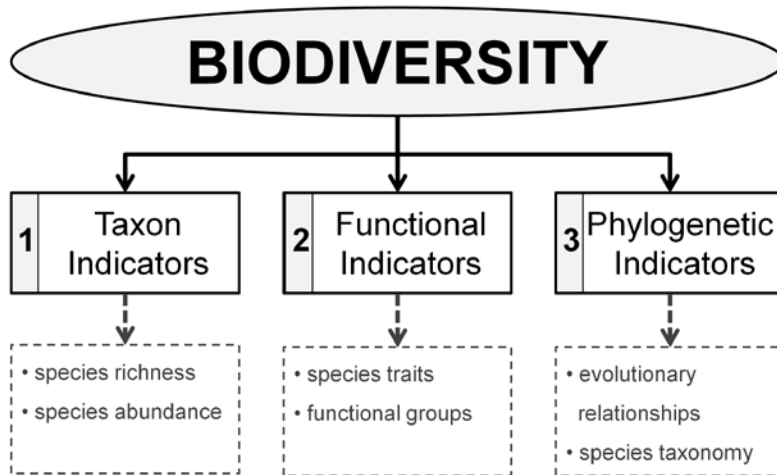 BIODIVERSITY
1
Taxon
Indicators
2
Functional
Indicators
3
Phylogenetic
Indicators
• species richness
• species abundance
• species traits
• functional groups
• evolutionary
relationships
• species taxonomy